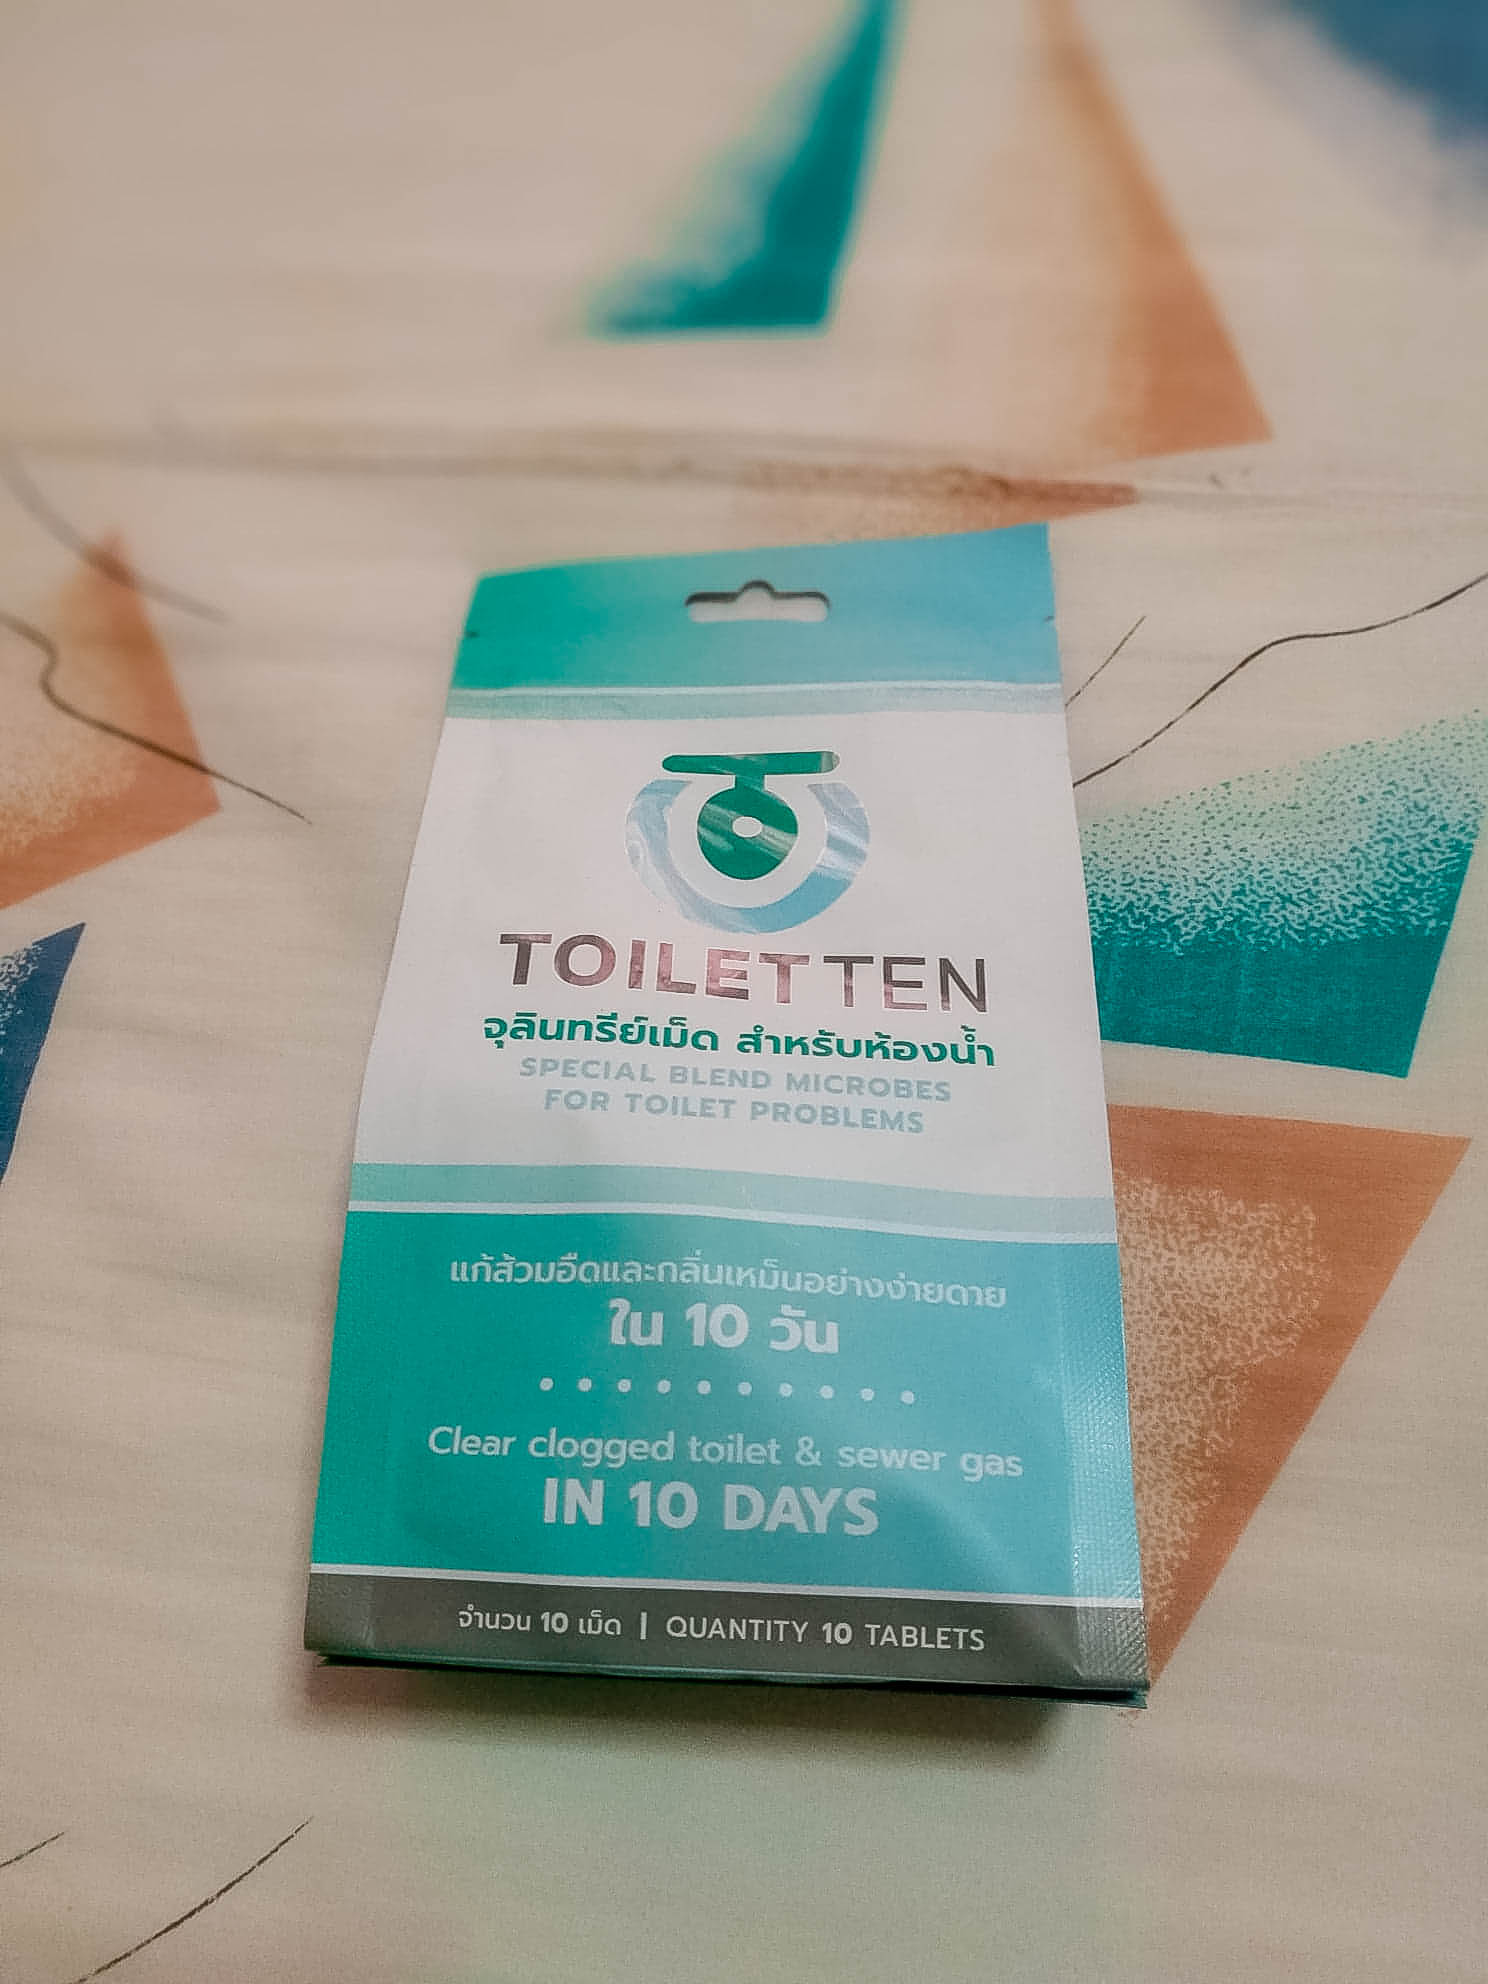 TOILET TEN
จุลินทรีย์เม็ด สำหรับห้องน้ำ
SPECIAL BLEND MICROBES
FOR TOILET PROBLEMS
แก้ส้วมอืดและกลิ่นเหม็นอย่างง่ายดาย
ใน 10 วัน
Clear clogged toilet & sewer gas
IN 10 DAYS
จำนวน 10 เม็ด | QUANTITY 10 TABLETS